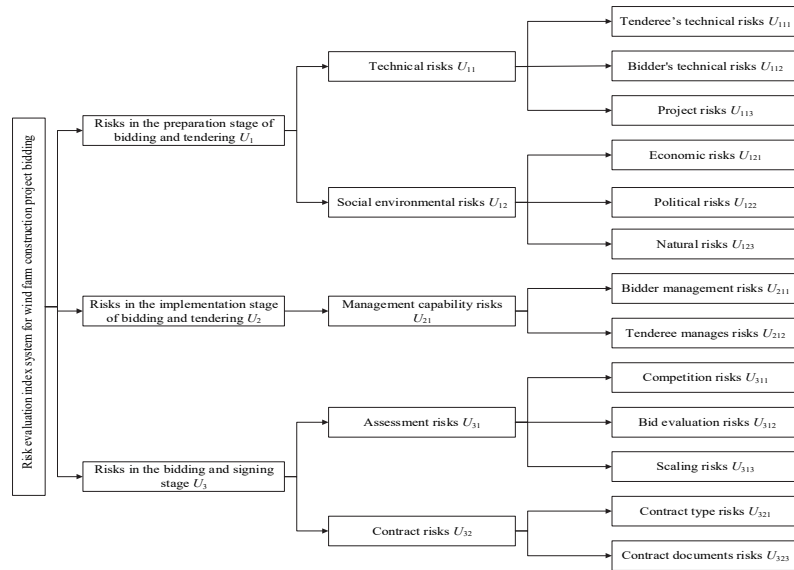 Risk evaluation index system for wind farm construction project bidding
Risks in the preparation stage of
bidding and tendering U₁
Technical risks U₁₁
Tenderee's technical risks U₁₁₁
Bidder's technical risks U₁₁₂
Project risks U₁₁₃
Social environmental risks U₁₂
Economic risks U₁₂₁
Political risks U₁₂₂
Natural risks U₁₂₃
Risks in the implementation stage
of bidding and tendering U₂
Management capability risks
U₂₁
Bidder management risks U₂₁₁
Tenderee manages risks U₂₁₂
Risks in the bidding and signing
stage U₃
Assessment risks U₃₁
Competition risks U₃₁₁
Bid evaluation risks U₃₁₂
Scaling risks U₃₁₃
Contract risks U₃₂
Contract type risks U₃₂₁
Contract documents risks U₃₂₃